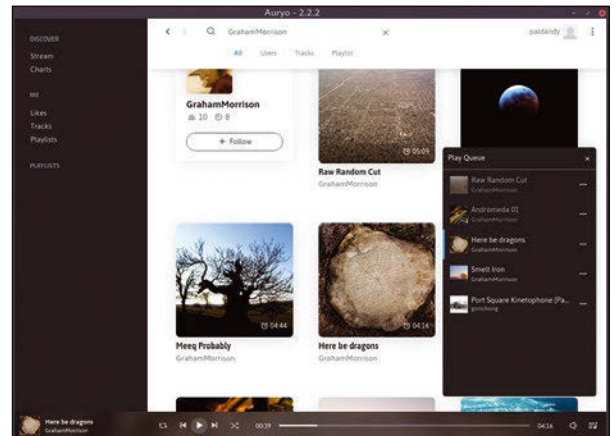 Auryo - 2.2.2
DISCOVER
Stream
Charts
ME
Likes
Tracks
Playlists
PLAYLISTS
GrahamMorrison
paidandy
All Users Tracks Playlist
GrahamMorrison
10 8
+ Follow
05:09
Raw Random Cut
GrahamMorrison
04:44
Meeq Probably
GrahamMorrison
04:16
Here be dragons
GrahamMorrison
Play Queue
Raw Random Cut
GrahamMorrison
Andromeda 01
GrahamMorrison
Here be dragons
GrahamMorrison
Smelt Iron
GrahamMorrison
Port Square Kinetophone (Pa...
gonchong
Here be dragons
GrahamMorrison
00:39
04:16